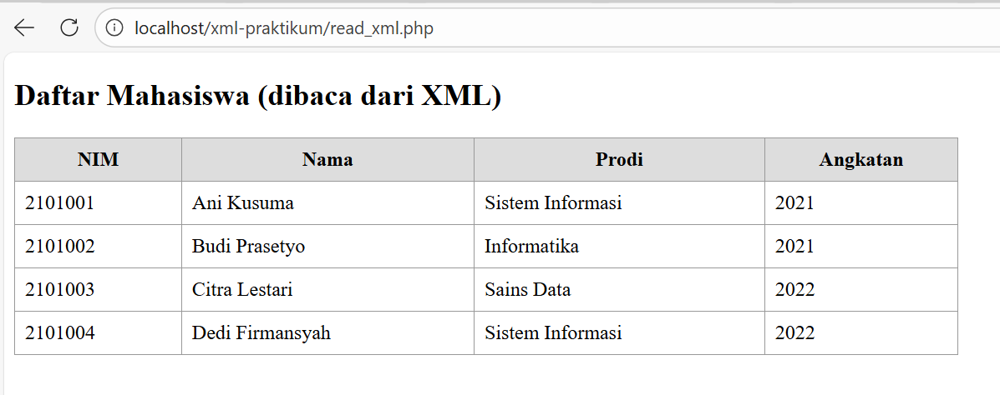 localhost/xml-praktikum/read_xml.php
Daftar Mahasiswa (dibaca dari XML)
NIM Nama Prodi Angkatan
2101001 Ani Kusuma Sistem Informasi 2021
2101002 Budi Prasetyo Informatika 2021
2101003 Citra Lestari Sains Data 2022
2101004 Dedi Firmansyah Sistem Informasi 2022